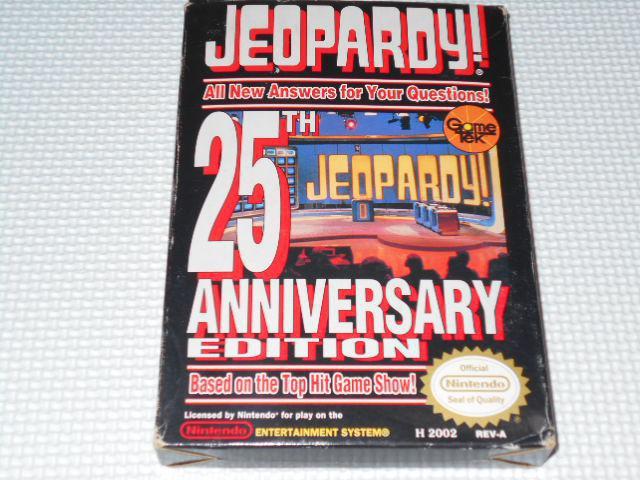 JEOPARDY!®
All New Answers for Your Questions!
25TH
Game Tek
JEOPARDY!
ANNIVERSARY
EDITION
Based on the Top Hit Game Show!
Official
Nintendo
Seal of Quality
Licensed by Nintendo® for play on the
Nintendo ENTERTAINMENT SYSTEM®
H 2002 REV-A